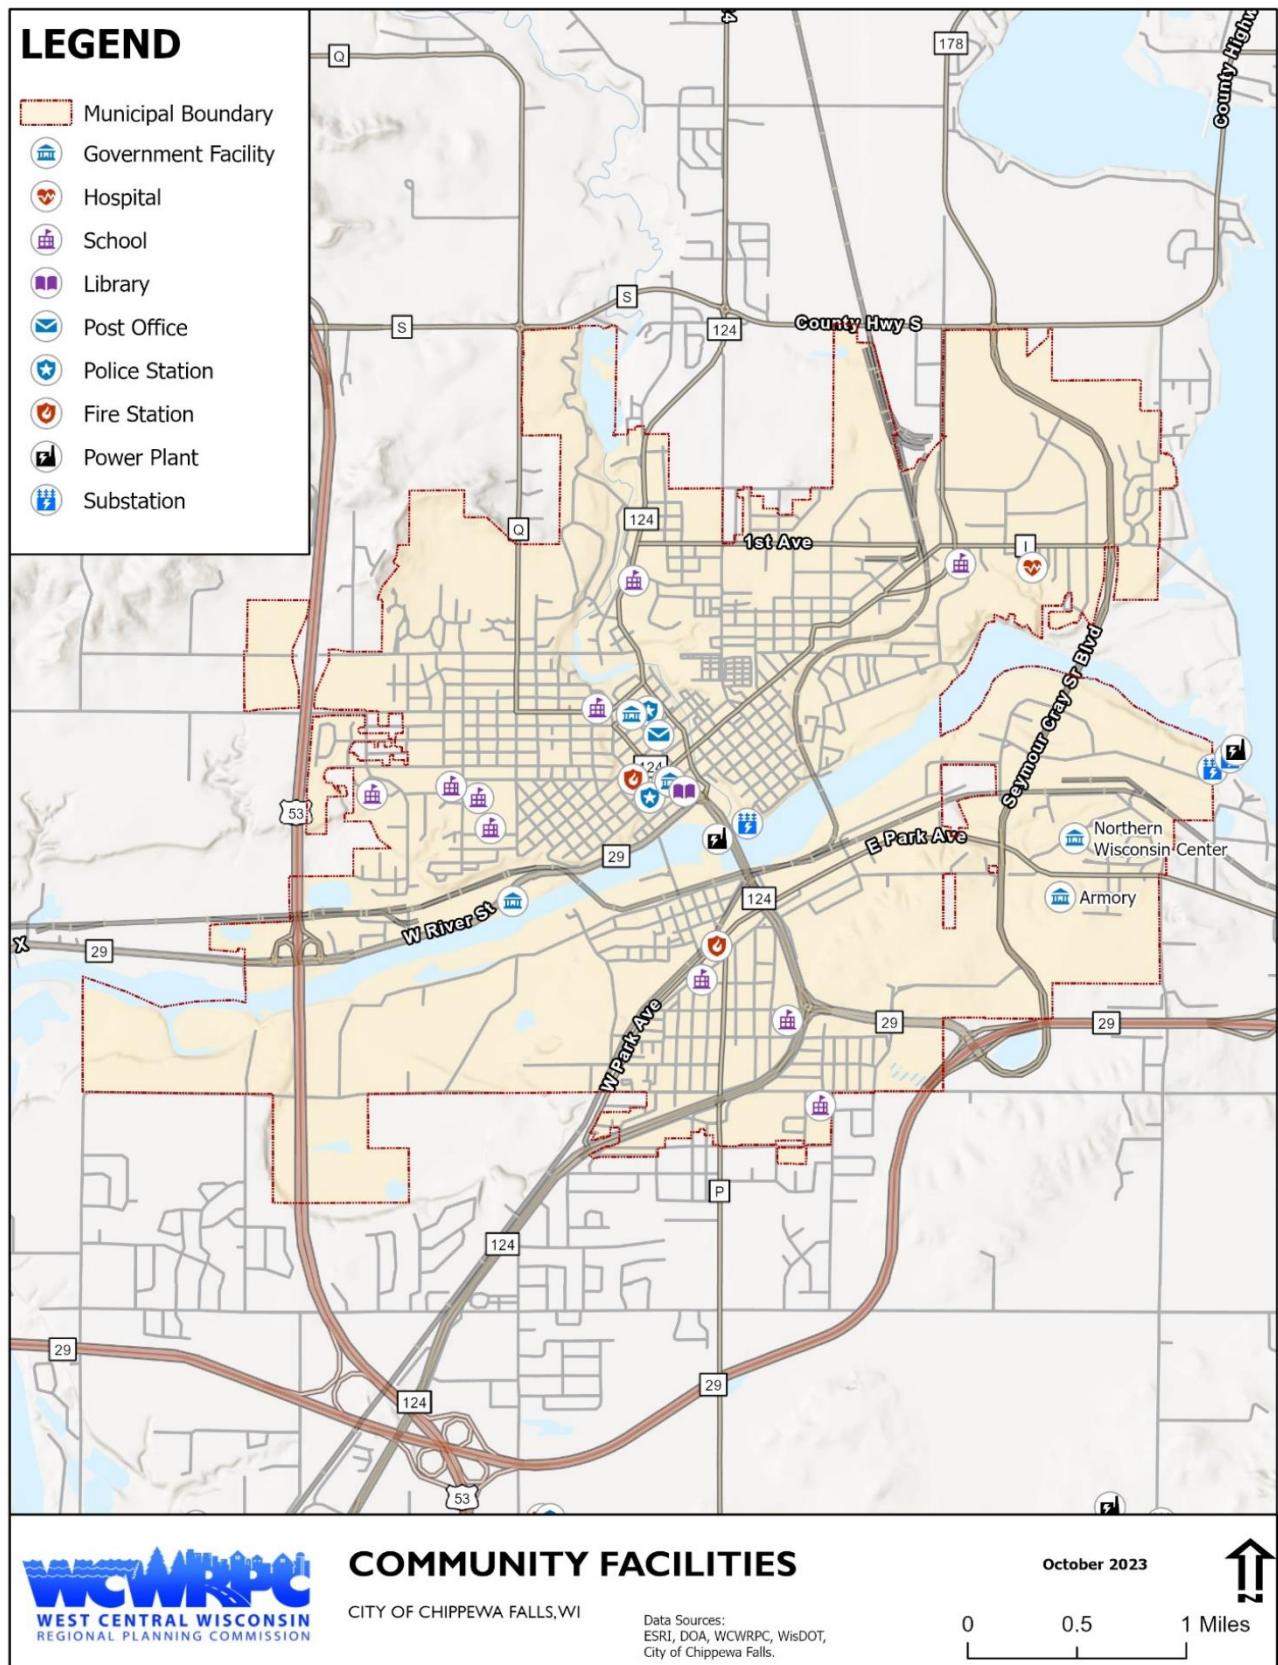 LEGEND
Municipal Boundary
Government Facility
Hospital
School
Library
Post Office
Police Station
Fire Station
Power Plant
Substation
Q
4
178
County Highw
S
S
124
County Hwy S
Q
124
1st Ave
I
Seymour Cray Sr Blvd
124
53
29
E Park Ave
Northern
Wisconsin Center
124
Armory
W River St
X
29
W Park Ave
29
29
P
124
29
29
124
53
WCWRPC
WEST CENTRAL WISCONSIN
REGIONAL PLANNING COMMISSION
COMMUNITY FACILITIES
CITY OF CHIPPEWA FALLS,WI
Data Sources:
ESRI, DOA, WCWRPC, WisDOT,
City of Chippewa Falls.
October 2023
N
0 0.5 1 Miles